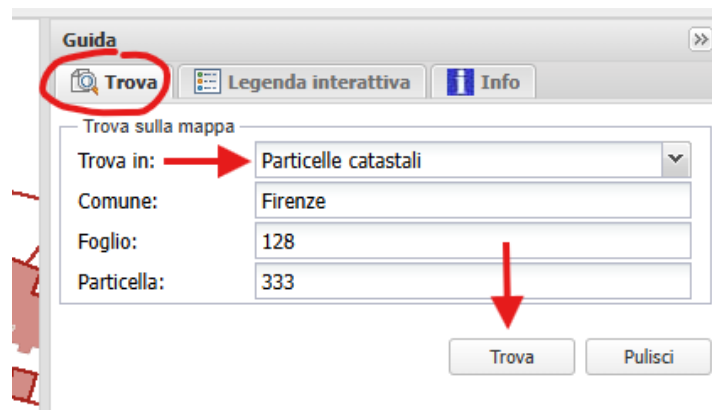 Guida
Trova Legenda interattiva Info
Trova sulla mappa
Trova in: Particelle catastali
Comune: Firenze
Foglio: 128
Particella: 333
Trova Pulisci